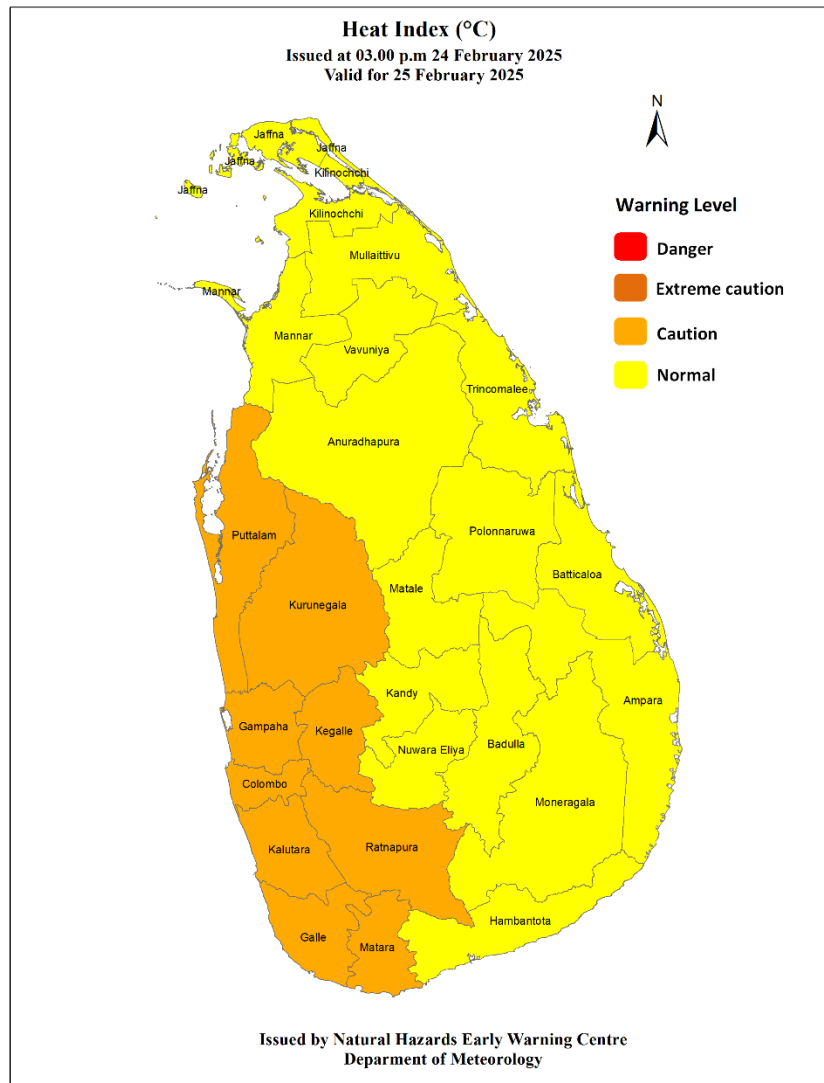 Heat Index (°C)
Issued at 03.00 p.m 24 February 2025
Valid for 25 February 2025
N
Jaffna
Jaffna
Jaffna
Kilinochchi
Jaffna
Kilinochchi
Mullaittivu
Mannar
Mannar
Vavuniya
Trincomalee
Anuradhapura
Puttalam
Polonnaruwa
Batticaloa
Matale
Kurunegala
Kandy
Ampara
Gampaha
Kegalle
Nuwara Eliya
Badulla
Colombo
Moneragala
Kalutara
Ratnapura
Hambantota
Galle
Matara
Warning Level
Danger
Extreme caution
Caution
Normal
Issued by Natural Hazards Early Warning Centre
Deparment of Meteorology